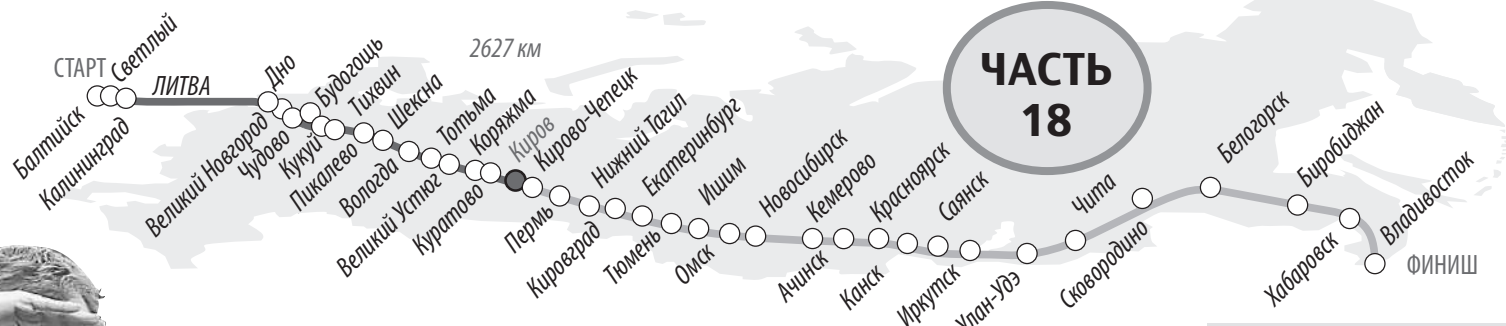 СТАРТ
Балтийск
Светлый
Калининград
ЛИТВА
Дно
Великий Новгород
Чудово
Будогощь
Кукуй
Тихвин
Пикалево
Шексна
Вологда
Тотьма
Великий Устюг
Коряжма
Куратово
Киров
Кирово-Чепецк
2627 км
Пермь
Кировград
Нижний Тагил
Екатеринбург
Тюмень
Ишим
Омск
Новосибирск
Кемерово
Ачинск
Красноярск
Канск
Саянск
Иркутск
Улан-Удэ
Чита
Сковородино
Белогорск
Биробиджан
Хабаровск
Владивосток
ФИНИШ
ЧАСТЬ
18